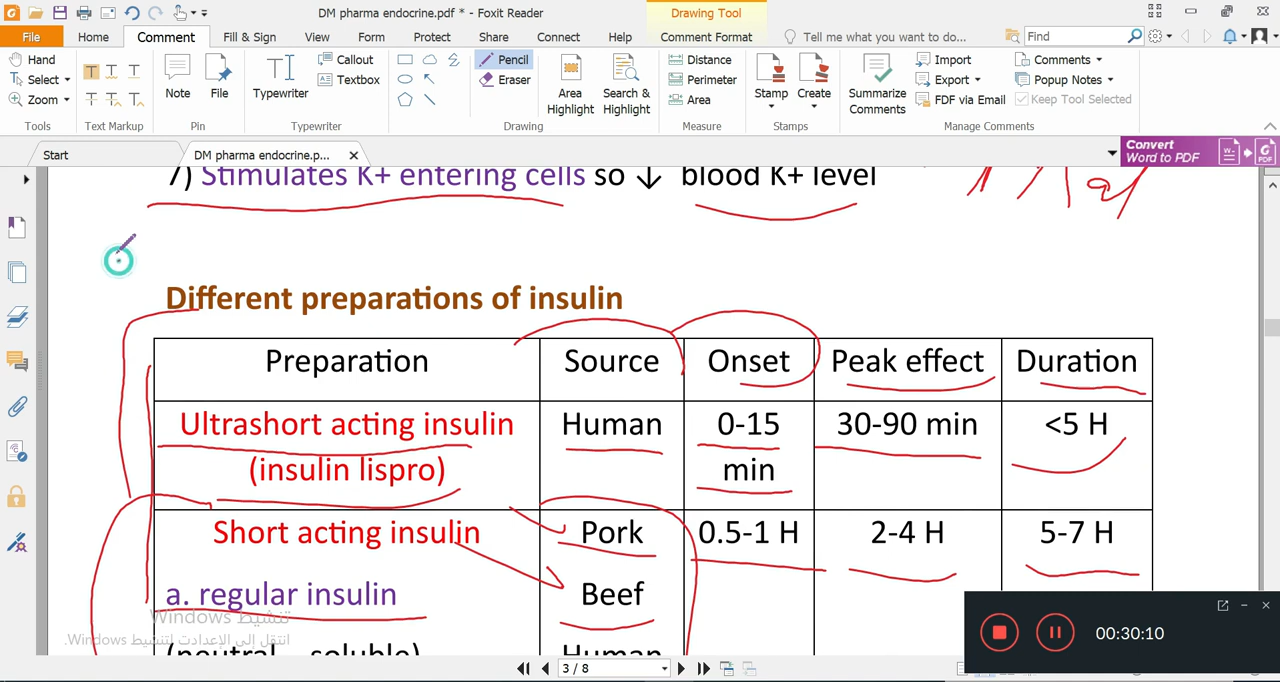 DM pharma endocrine.pdf * - Foxit Reader
Drawing Tool
File Home Comment Fill & Sign View Form Protect Share Connect Help Comment Format Tell me what you want to do... Find
Hand
Select
Zoom
Tools
Text Markup
Note
File
Pin
Typewriter
Callout
Textbox
Typewriter
Pencil
Eraser
Area Highlight
Search & Highlight
Drawing
Distance
Perimeter
Area
Measure
Stamp
Create
Stamps
Summarize Comments
Import
Export
FDF via Email
Comments
Popup Notes
Keep Tool Selected
Manage Comments
Start
DM pharma endocrine.p...
Convert
Word to PDF
7) Stimulates K+ entering cells so ↓ blood K+ level
Different preparations of insulin
Preparation Source Onset Peak effect Duration
Ultrashort acting insulin Human 0-15 30-90 min <5 H
(insulin lispro) min
Short acting insulin Pork 0.5-1 H 2-4 H 5-7 H
a. regular insulin Beef
(neutral – soluble) Human
تنشيط Windows
انتقل إلى الإعدادت لتنشيط Windows.
00:30:10
3 / 8